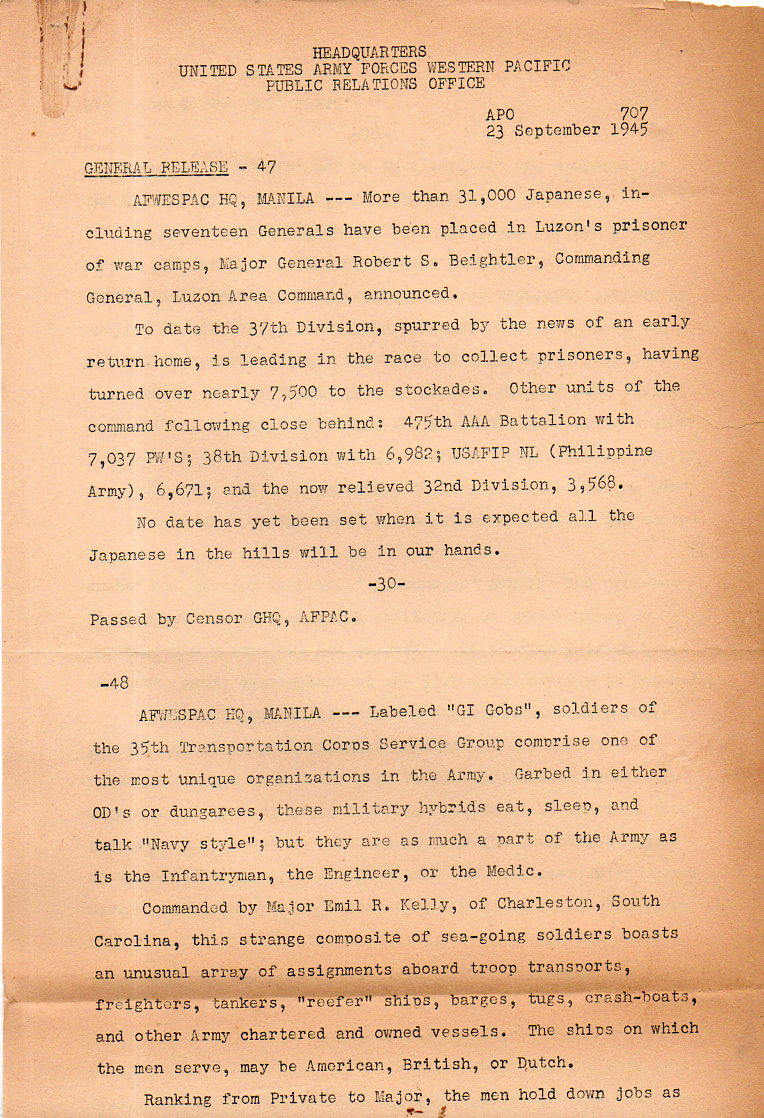 HEADQUARTERS
UNITED STATES ARMY FORCES WESTERN PACIFIC
PUBLIC RELATIONS OFFICE
APO 707
23 September 1945
GENERAL RELEASE - 47
AFWESPAC HQ, MANILA --- More than 31,000 Japanese, in-
cluding seventeen Generals have been placed in Luzon's prisoner
of war camps, Major General Robert S. Beightler, Commanding
General, Luzon Area Command, announced.
To date the 37th Division, spurred by the news of an early
return home, is leading in the race to collect prisoners, having
turned over nearly 7,500 to the stockades. Other units of the
command following close behind: 475th AAA Battalion with
7,037 PW'S; 38th Division with 6,982; USAFIP NL (Philippine
Army), 6,671; and the now relieved 32nd Division, 3,568.
No date has yet been set when it is expected all the
Japanese in the hills will be in our hands.
-30-
Passed by Censor GHQ, AFPAC.
-48
AFWESPAC HQ, MANILA --- Labeled "GI Gobs", soldiers of
the 35th Transportation Corps Service Group comprise one of
the most unique organizations in the Army. Garbed in either
OD's or dungarees, these military hybrids eat, sleep, and
talk "Navy style"; but they are as much a part of the Army as
is the Infantryman, the Engineer, or the Medic.
Commanded by Major Emil R. Kelly, of Charleston, South
Carolina, this strange composite of sea-going soldiers boasts
an unusual array of assignments aboard troop transports,
freighters, tankers, "reefer" ships, barges, tugs, crash-boats,
and other Army chartered and owned vessels. The ships on which
the men serve, may be American, British, or Dutch.
Ranking from Private to Major, the men hold down jobs as